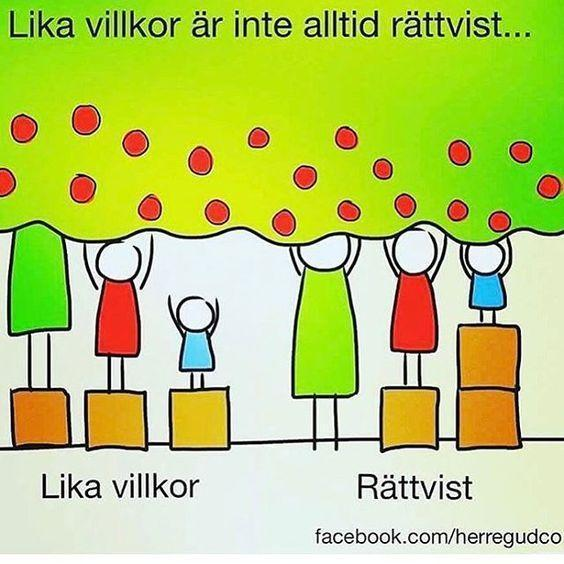 Lika villkor är inte alltid rättvist...
Lika villkor
Rättvist
facebook.com/herregudco